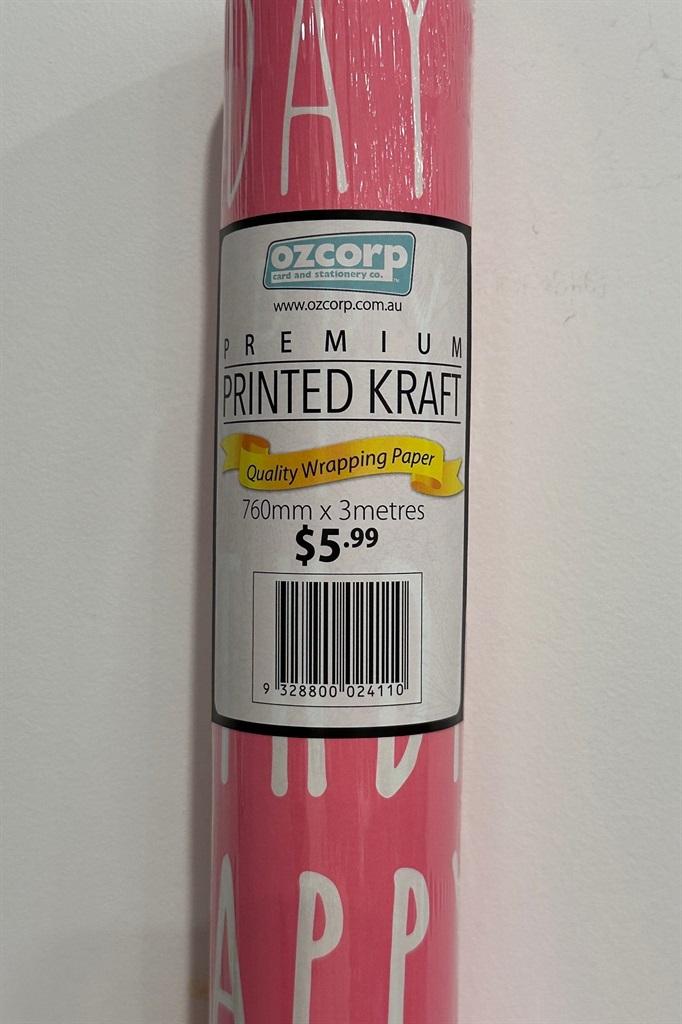 DAY
ozcorp
card and stationery co.
www.ozcorp.com.au
PREMIUM
PRINTED KRAFT
Quality Wrapping Paper
760mm x 3metres
$5.99
9 328800 024110
APPY